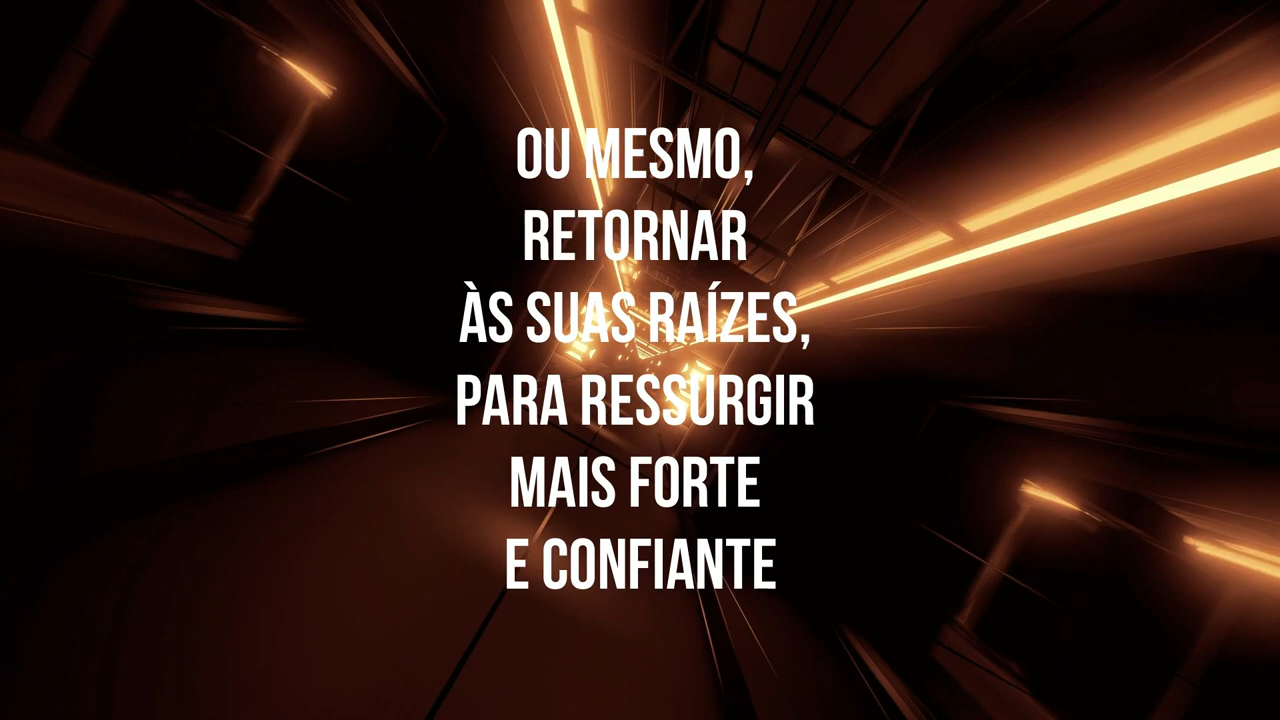 OU MESMO,
RETORNAR
ÀS SUAS RAÍZES,
PARA RESSURGIR
MAIS FORTE
E CONFIANTE